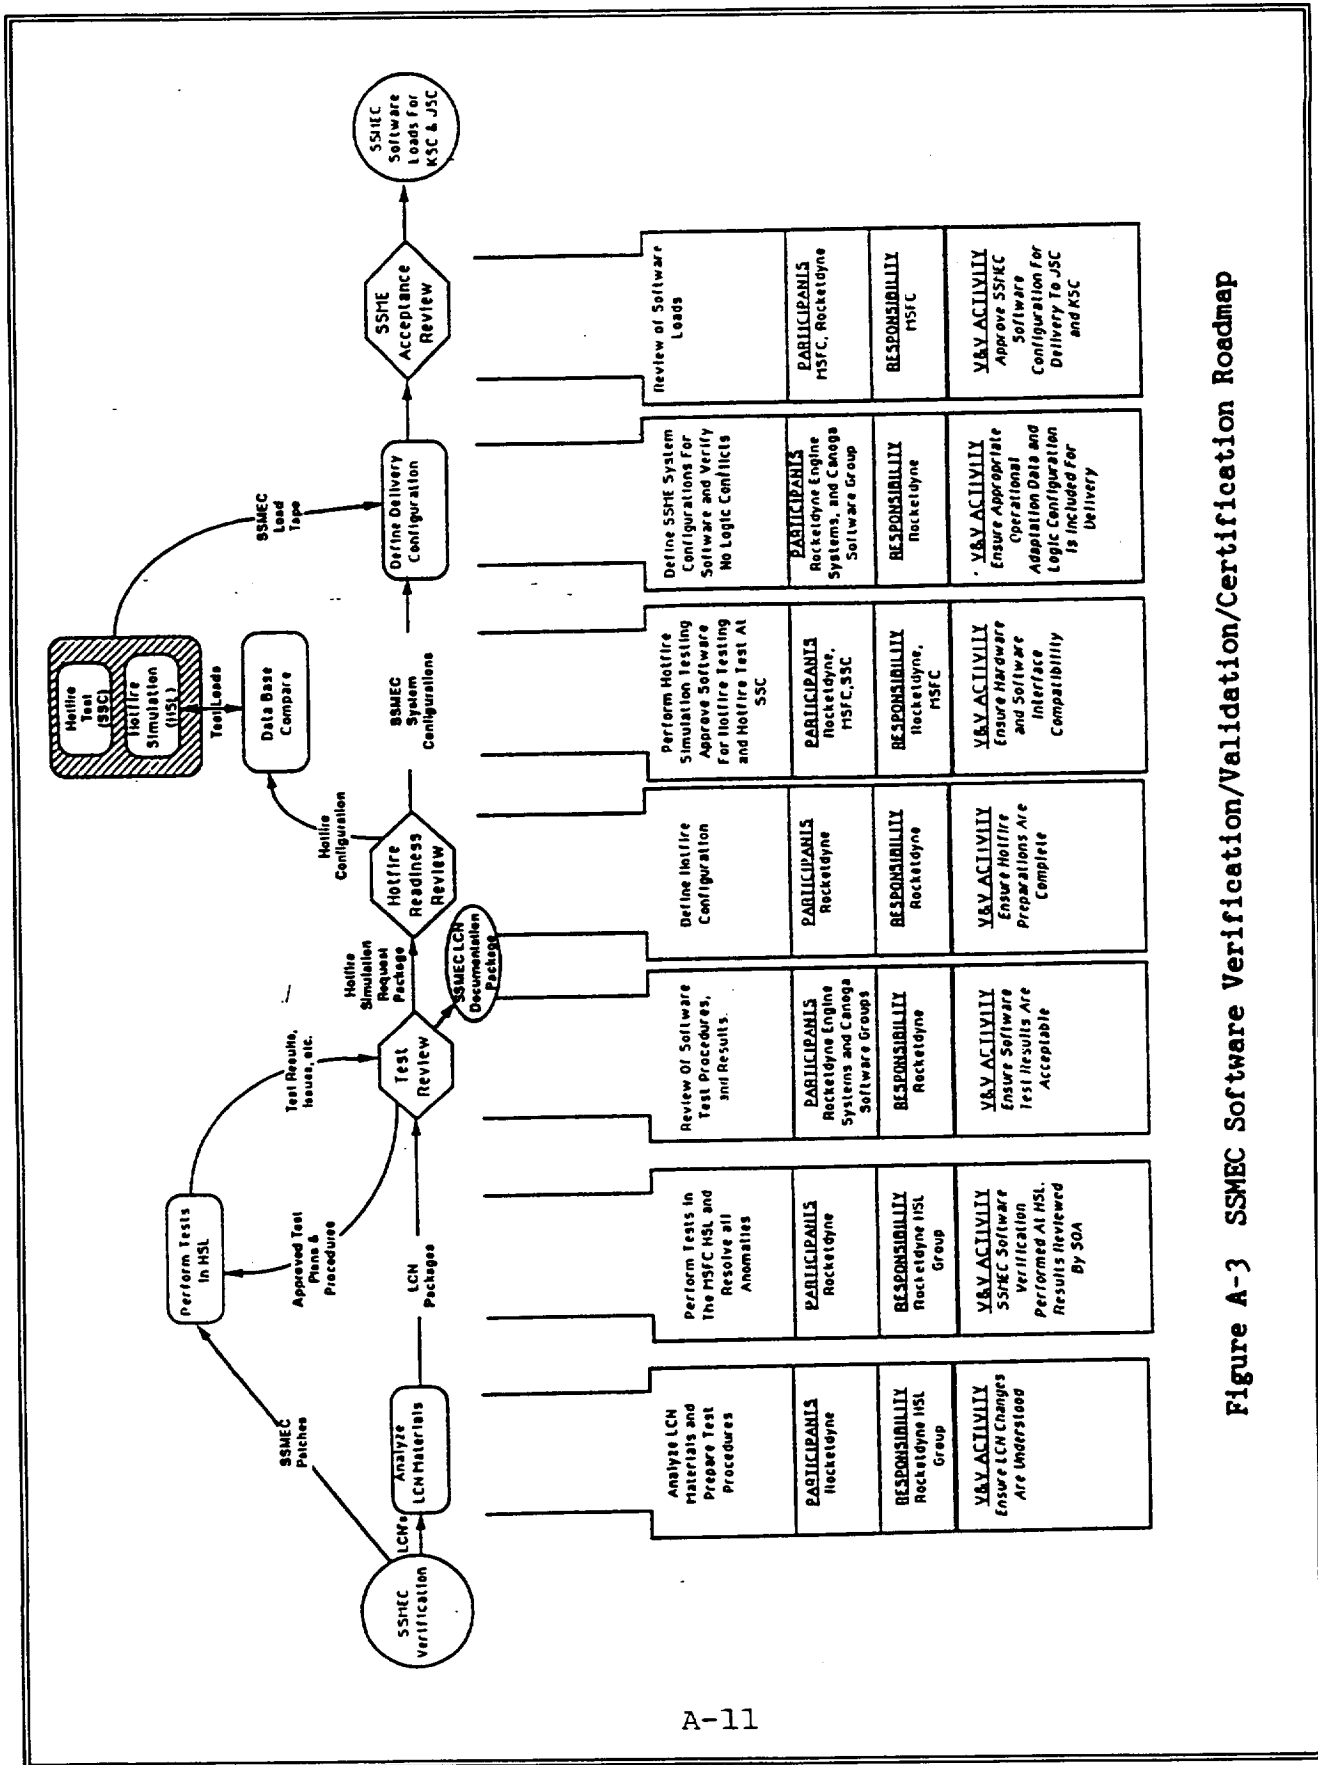 SSMEC
Verification
LCN's
SSMEC
Patches
Analyze
LCN Materials
Perform Tests
In HSL
Approved Test
Plans &
Procedures
LCN
Packages
Test Results,
Issues, etc.
Test
Review
Hotfire
Simulation
Request
Package
SSMEC LCN
Documentation
Package
Hotfire
Readiness
Review
Hotfire
Configuration
Data Base
Compare
Test Loads
Hotfire
Test
(SSC)
Hotfire
Simulation
(HSL)
SSMEC
System
Configurations
SSMEC
Load
Tape
Define Delivery
Configuration
SSME
Acceptance
Review
SSMEC
Software
Loads For
KSC & JSC
Analyze LCN
Materials and
Prepare Test
Procedures
PARTICIPANTS
Rocketdyne
RESPONSIBILITY
Rocketdyne HSL
Group
V&V ACTIVITY
Ensure LCN Changes
Are Understood
Perform Tests In
The MSFC HSL and
Resolve all
Anomalies
PARTICIPANTS
Rocketdyne
RESPONSIBILITY
Rocketdyne HSL
Group
V&V ACTIVITY
SSMEC Software
Verification
Performed At HSL.
Results Reviewed
By SQA
Review Of Software
Test Procedures,
and Results.
PARTICIPANTS
Rocketdyne Engine
Systems and Canoga
Software Groups
RESPONSIBILITY
Rocketdyne
V&V ACTIVITY
Ensure Software
Test Results Are
Acceptable
Define Hotfire
Configuration
PARTICIPANTS
Rocketdyne
RESPONSIBILITY
Rocketdyne
V&V ACTIVITY
Ensure Hotfire
Preparations Are
Complete
Perform Hotfire
Simulation Testing
Approve Software
For Hotfire Testing
and Hotfire Test At
SSC
PARTICIPANTS
Rocketdyne,
MSFC,SSC
RESPONSIBILITY
Rocketdyne,
MSFC
V&V ACTIVITY
Ensure Hardware
and Software
Interface
Compatibility
Define SSME System
Configurations For
Software and Verify
No Logic Conflicts
PARTICIPANTS
Rocketdyne Engine
Systems, and Canoga
Software Group
RESPONSIBILITY
Rocketdyne
V&V ACTIVITY
Ensure Appropriate
Operational
Adaptation Data and
Logic Configuration
Is Included For
Delivery
Review of Software
Loads
PARTICIPANTS
MSFC, Rocketdyne
RESPONSIBILITY
MSFC
V&V ACTIVITY
Approve SSMEC
Software
Configuration For
Delivery To JSC
and KSC
Figure A-3 SSMEC Software Verification/Validation/Certification Roadmap
A-11